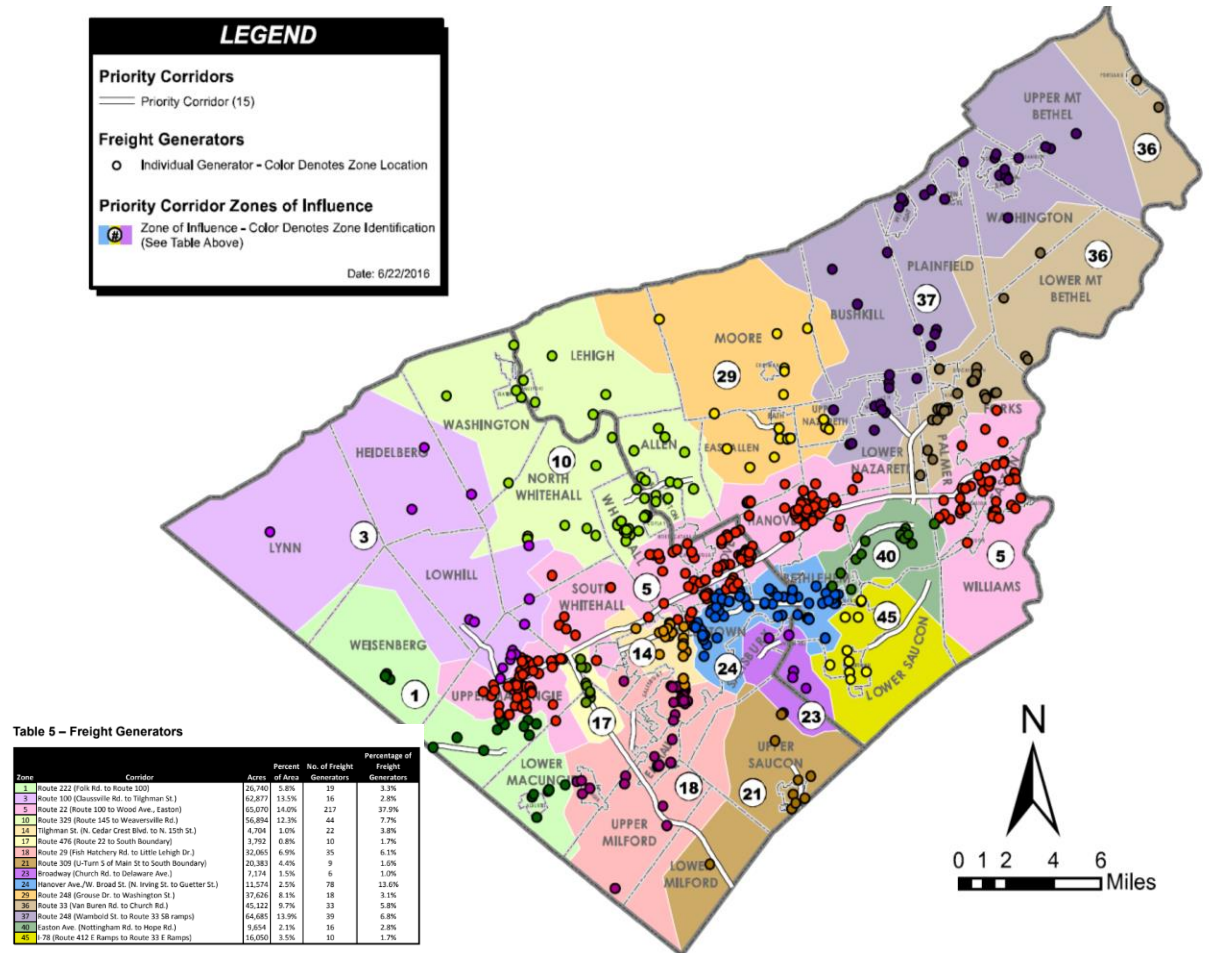 LEGEND
Priority Corridors
Priority Corridor (15)
Freight Generators
Individual Generator – Color Denotes Zone Location
Priority Corridor Zones of Influence
# Zone of Influence – Color Denotes Zone Identification
(See Table Above)
Date: 6/22/2016
UPPER MT
BETHEL
36
WASHINGTON
36
PLAINFIELD
LOWER MT
BETHEL
37
BUSHKILL
MOORE
LEHIGH
29
WASHINGTON
ALLEN
EAST ALLEN
UPPER
NAZARETH
FORKS
HEIDELBERG
10
NORTH
WHITEHALL
LOWER
NAZARETH
PALMER
WHITEHALL
HANOVER
LYNN
3
40
5
LOWHILL
5
BETHLEHEM
WILLIAMS
SOUTH
WHITEHALL
45
WEISENBERG
14
24
LOWER SAUCON
1
UPPER MACUNGIE
17
23
LOWER
MACUNGIE
UPPER
SAUCON
18
21
UPPER
MILFORD
LOWER
MILFORD
N
0 1 2 4 6
Miles
Table 5 – Freight Generators
Zone Corridor Acres Percent of Area No. of Freight Generators Percentage of Freight Generators
1 Route 222 (Folk Rd. to Route 100) 26,740 5.8% 19 3.3%
3 Route 100 (Claussville Rd. to Tilghman St.) 62,877 13.5% 16 2.8%
5 Route 22 (Route 100 to Wood Ave., Easton) 65,070 14.0% 217 37.9%
10 Route 329 (Route 145 to Weaversville Rd.) 56,894 12.3% 44 7.7%
14 Tilghman St. (N. Cedar Crest Blvd. to N. 15th St.) 4,704 1.0% 22 3.8%
17 Route 476 (Route 22 to South Boundary) 3,792 0.8% 10 1.7%
18 Route 29 (Fish Hatchery Rd. to Little Lehigh Dr.) 32,065 6.9% 35 6.1%
21 Route 309 (U-Turn S of Main St to South Boundary) 20,383 4.4% 9 1.6%
23 Broadway (Church Rd. to Delaware Ave.) 7,174 1.5% 6 1.0%
24 Hanover Ave./W. Broad St. (N. Irving St. to Guetter St.) 11,574 2.5% 78 13.6%
29 Route 248 (Grouse Dr. to Washington St.) 37,626 8.1% 18 3.1%
36 Route 33 (Van Buren Rd. to Church Rd.) 45,122 9.7% 33 5.8%
37 Route 248 (Wambold St. to Route 33 SB ramps) 64,685 13.9% 39 6.8%
40 Easton Ave. (Nottingham Rd. to Hope Rd.) 9,654 2.1% 16 2.8%
45 I-78 (Route 412 E Ramps to Route 33 E Ramps) 16,050 3.5% 10 1.7%